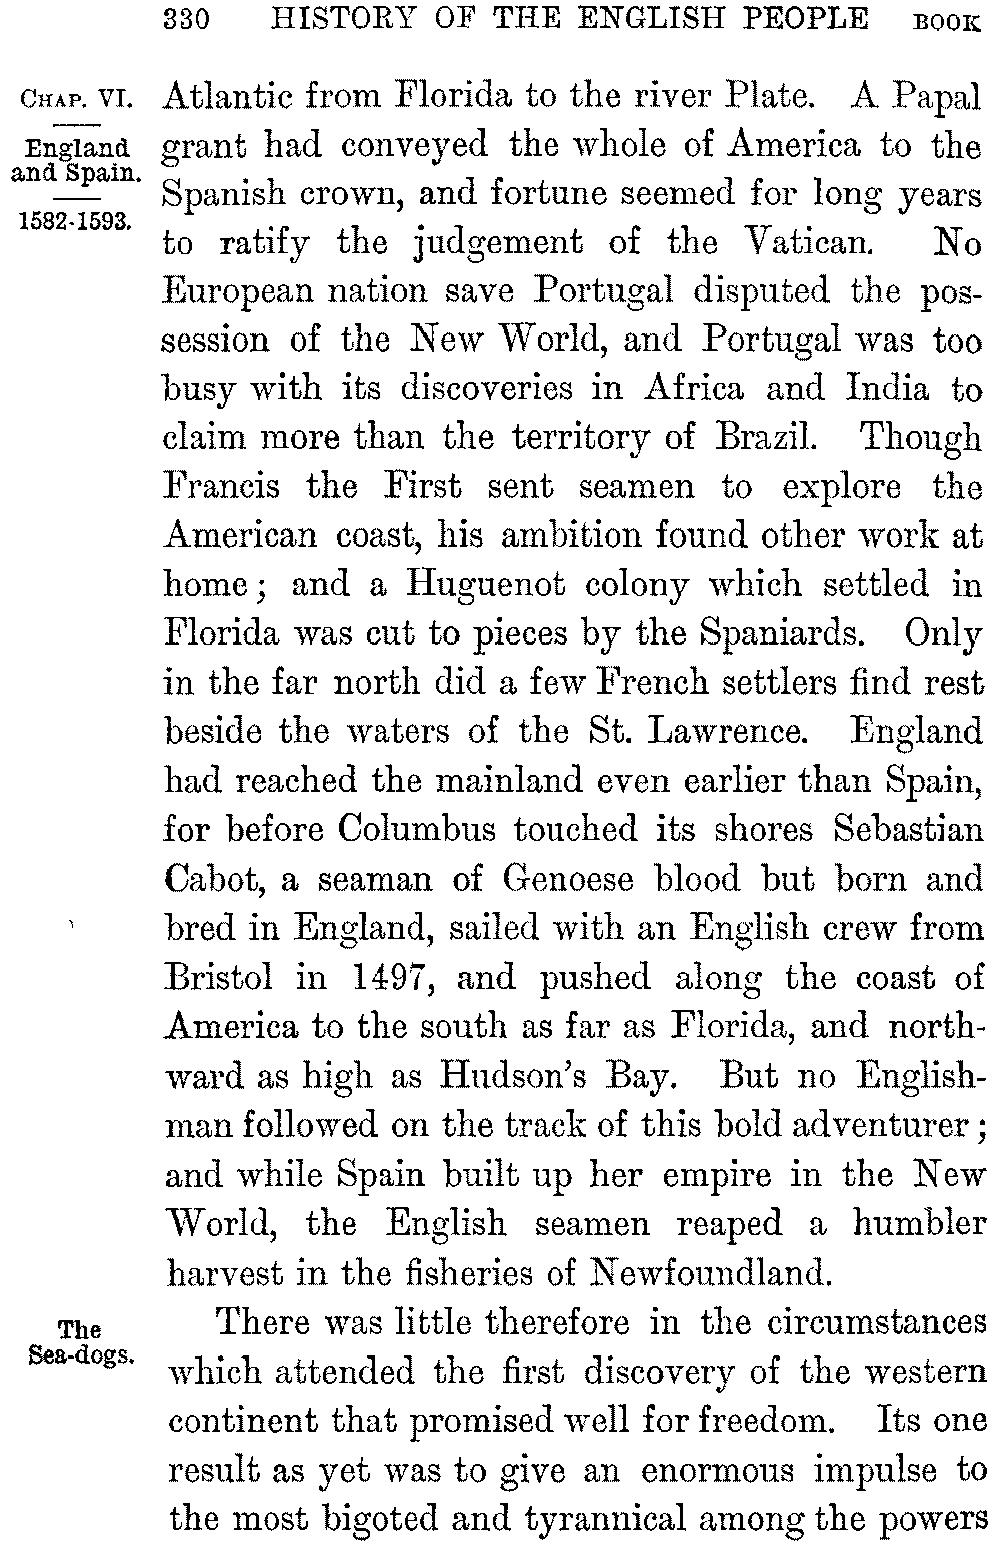 330 HISTORY OF THE ENGLISH PEOPLE BOOK
CHAP. VI.
England
and Spain.
1582-1593.
Atlantic from Florida to the river Plate. A Papal
grant had conveyed the whole of America to the
Spanish crown, and fortune seemed for long years
to ratify the judgement of the Vatican. No
European nation save Portugal disputed the pos-
session of the New World, and Portugal was too
busy with its discoveries in Africa and India to
claim more than the territory of Brazil. Though
Francis the First sent seamen to explore the
American coast, his ambition found other work at
home; and a Huguenot colony which settled in
Florida was cut to pieces by the Spaniards. Only
in the far north did a few French settlers find rest
beside the waters of the St. Lawrence. England
had reached the mainland even earlier than Spain,
for before Columbus touched its shores Sebastian
Cabot, a seaman of Genoese blood but born and
bred in England, sailed with an English crew from
Bristol in 1497, and pushed along the coast of
America to the south as far as Florida, and north-
ward as high as Hudson's Bay. But no English-
man followed on the track of this bold adventurer;
and while Spain built up her empire in the New
World, the English seamen reaped a humbler
harvest in the fisheries of Newfoundland.
The
Sea-dogs.
There was little therefore in the circumstances
which attended the first discovery of the western
continent that promised well for freedom. Its one
result as yet was to give an enormous impulse to
the most bigoted and tyrannical among the powers